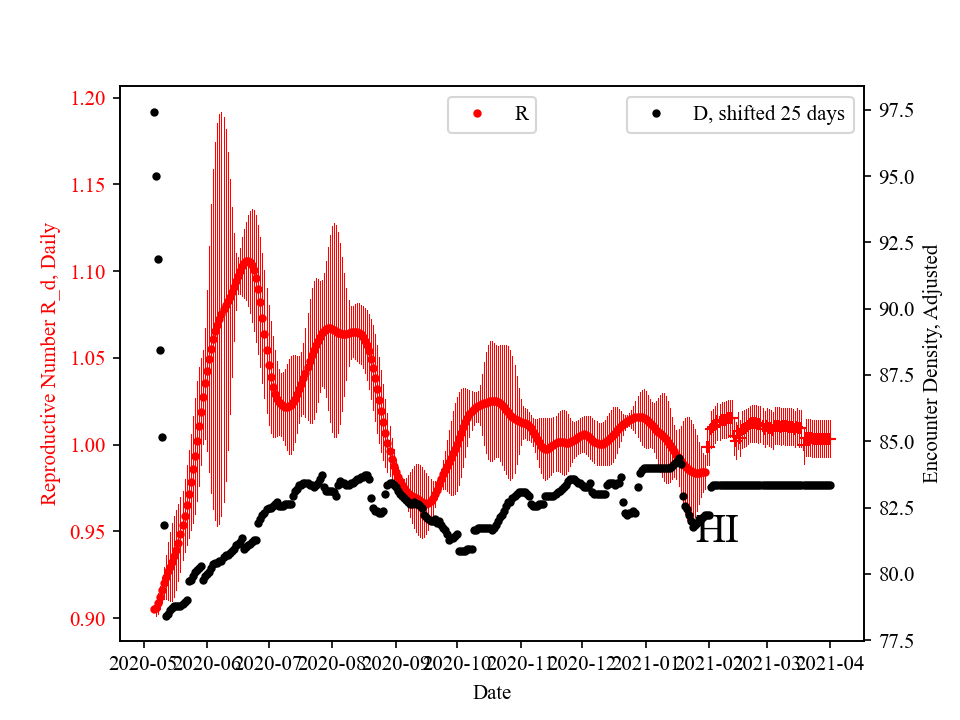 R
D, shifted 25 days
1.20
1.15
1.10
1.05
1.00
0.95
0.90
Reproductive Number R_d, Daily
97.5
95.0
92.5
90.0
87.5
85.0
82.5
80.0
77.5
Encounter Density, Adjusted
HI
2020-05 2020-06 2020-07 2020-08 2020-09 2020-10 2020-11 2020-12 2021-01 2021-02 2021-03 2021-04
Date